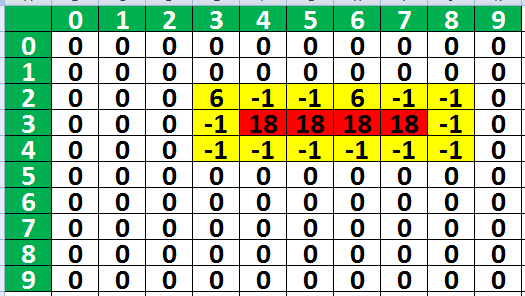 0 1 2 3 4 5 6 7 8 9
0 0 0 0 0 0 0 0 0 0 0
1 0 0 0 0 0 0 0 0 0 0
2 0 0 0 6 -1 -1 6 -1 -1 0
3 0 0 0 -1 18 18 18 18 -1 0
4 0 0 0 -1 -1 -1 -1 -1 -1 0
5 0 0 0 0 0 0 0 0 0 0
6 0 0 0 0 0 0 0 0 0 0
7 0 0 0 0 0 0 0 0 0 0
8 0 0 0 0 0 0 0 0 0 0
9 0 0 0 0 0 0 0 0 0 0